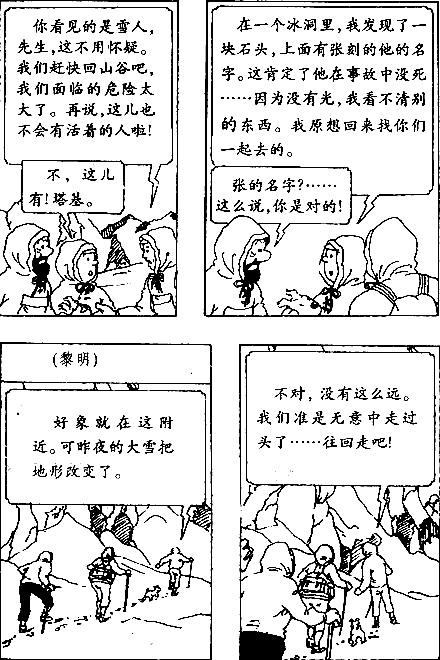 你看见的是雪人,
先生,这不用怀疑。
我们赶快回山谷吧,
我们面临的危险太
大了。再说,这儿也
不会有活着的人啦!
不,这儿
有!塔基。
在一个冰洞里,我发现了一
块石头,上面有张刻的他的名
字。这肯定了他在事故中没死
……因为没有光,我看不清别
的东西。我原想回来找你们
一起去的。
张的名字?……
这么说,你是对的!
(黎明)
好象就在这附
近。可昨夜的大雪把
地形改变了。
不对,没有这么远。
我们准是无意中走过
头了……往回走吧!